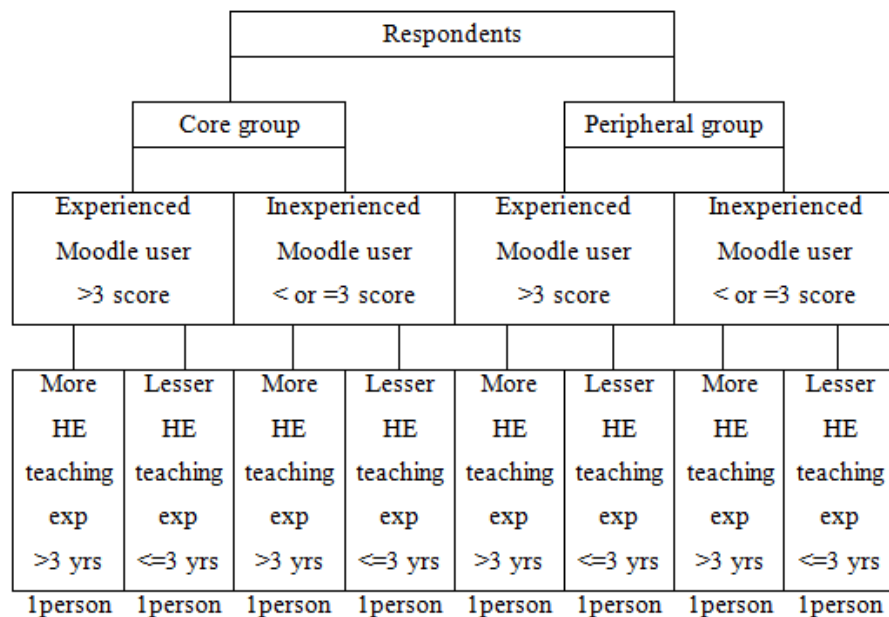 Respondents
Core group
Peripheral group
Experienced
Moodle user
>3 score
Inexperienced
Moodle user
< or =3 score
Experienced
Moodle user
>3 score
Inexperienced
Moodle user
< or =3 score
More
HE
teaching
exp
>3 yrs
1person
Lesser
HE
teaching
exp
<=3 yrs
1person
More
HE
teaching
exp
>3 yrs
1person
Lesser
HE
teaching
exp
<=3 yrs
1person
More
HE
teaching
exp
>3 yrs
1person
Lesser
HE
teaching
exp
<=3 yrs
1person
More
HE
teaching
exp
>3 yrs
1person
Lesser
HE
teaching
exp
<=3 yrs
1person